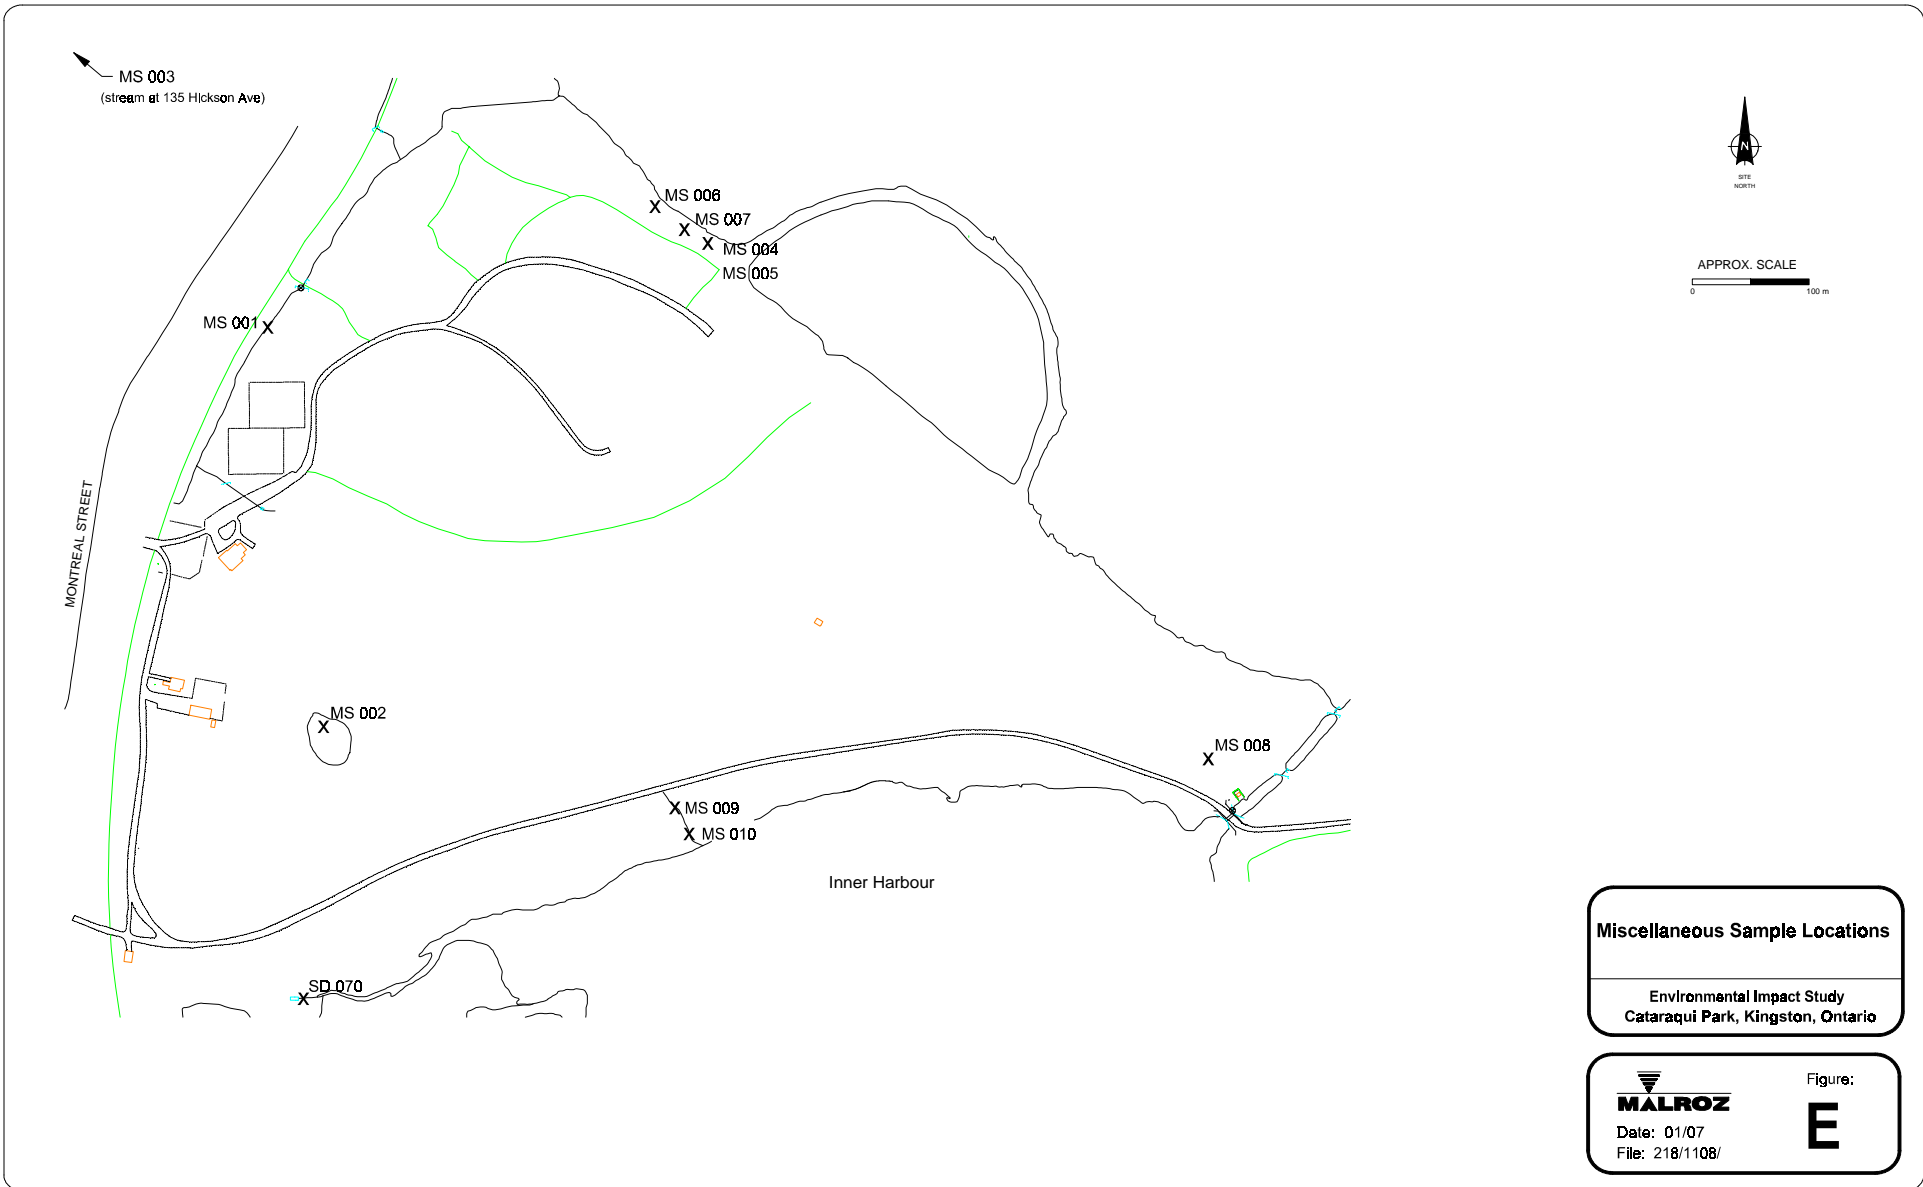 MS 003
(stream at 135 Hickson Ave)
N
SITE
NORTH
MS 006
MS 007
MS 004
MS 005
APPROX. SCALE
0 100 m
MS 001
MONTREAL STREET
MS 002
MS 008
MS 009
MS 010
Inner Harbour
SD 070
Miscellaneous Sample Locations
Environmental Impact Study
Cataraqui Park, Kingston, Ontario
MALROZ
Date: 01/07
File: 218/1108/
Figure:
E